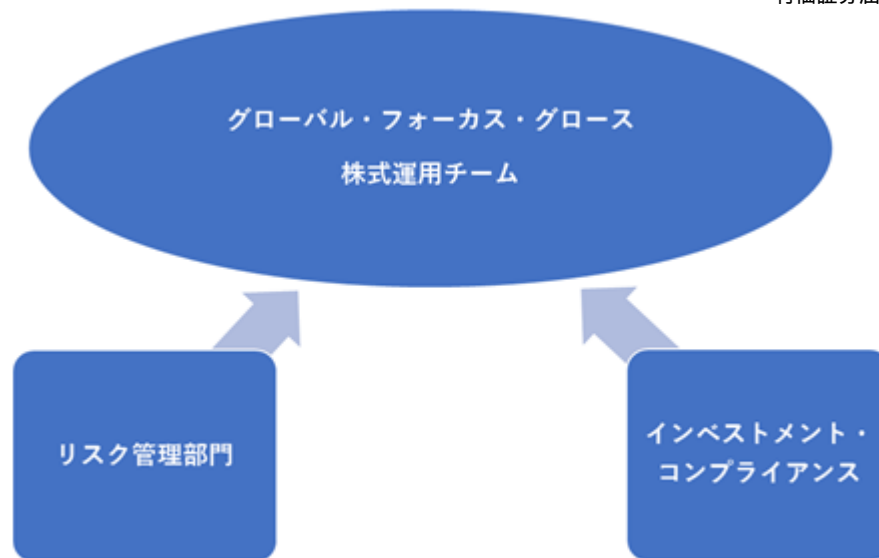 グローバル・フォーカス・グロース
株式運用チーム
リスク管理部門
インベストメント・
コンプライアンス